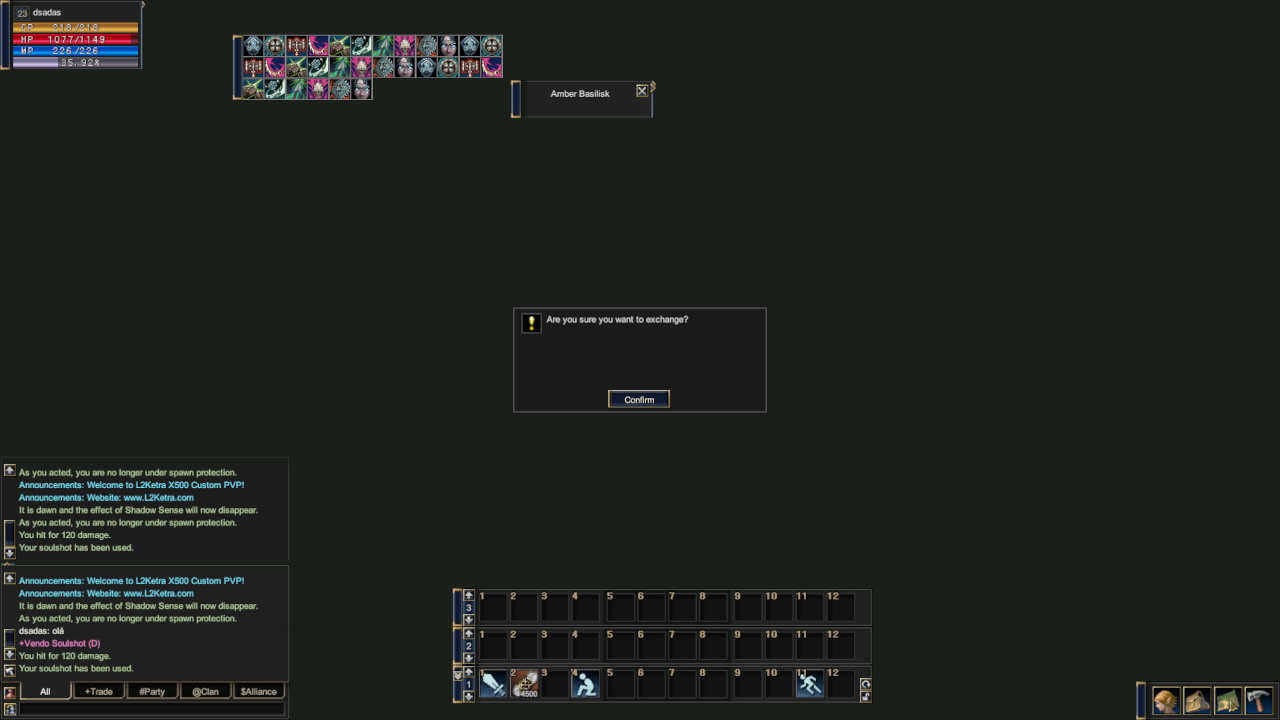 23 dsadas
CP 218/218
HP 1077/1149
MP 226/226
35.92%
Amber Basilisk
Are you sure you want to exchange?
Confirm
As you acted, you are no longer under spawn protection.
Announcements: Welcome to L2Ketra X500 Custom PVP!
Announcements: Website: www.L2Ketra.com
It is dawn and the effect of Shadow Sense will now disappear.
As you acted, you are no longer under spawn protection.
You hit for 120 damage.
Your soulshot has been used.
Announcements: Welcome to L2Ketra X500 Custom PVP!
Announcements: Website: www.L2Ketra.com
It is dawn and the effect of Shadow Sense will now disappear.
As you acted, you are no longer under spawn protection.
dsadas: olá
+Vendo Soulshot (D)
You hit for 120 damage.
Your soulshot has been used.
All +Trade #Party @Clan $Alliance
1 2 3 4 5 6 7 8 9 10 11 12
3
1 2 3 4 5 6 7 8 9 10 11 12
2
1 2 3 4 5 6 7 8 9 10 11 12
1
4500